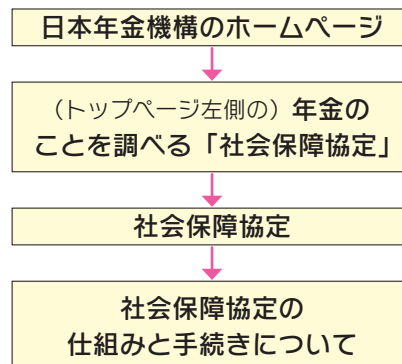 日本年金機構のホームページ
（トップページ左側の）年金の
ことを調べる「社会保障協定」
社会保障協定
社会保障協定の
仕組みと手続きについて